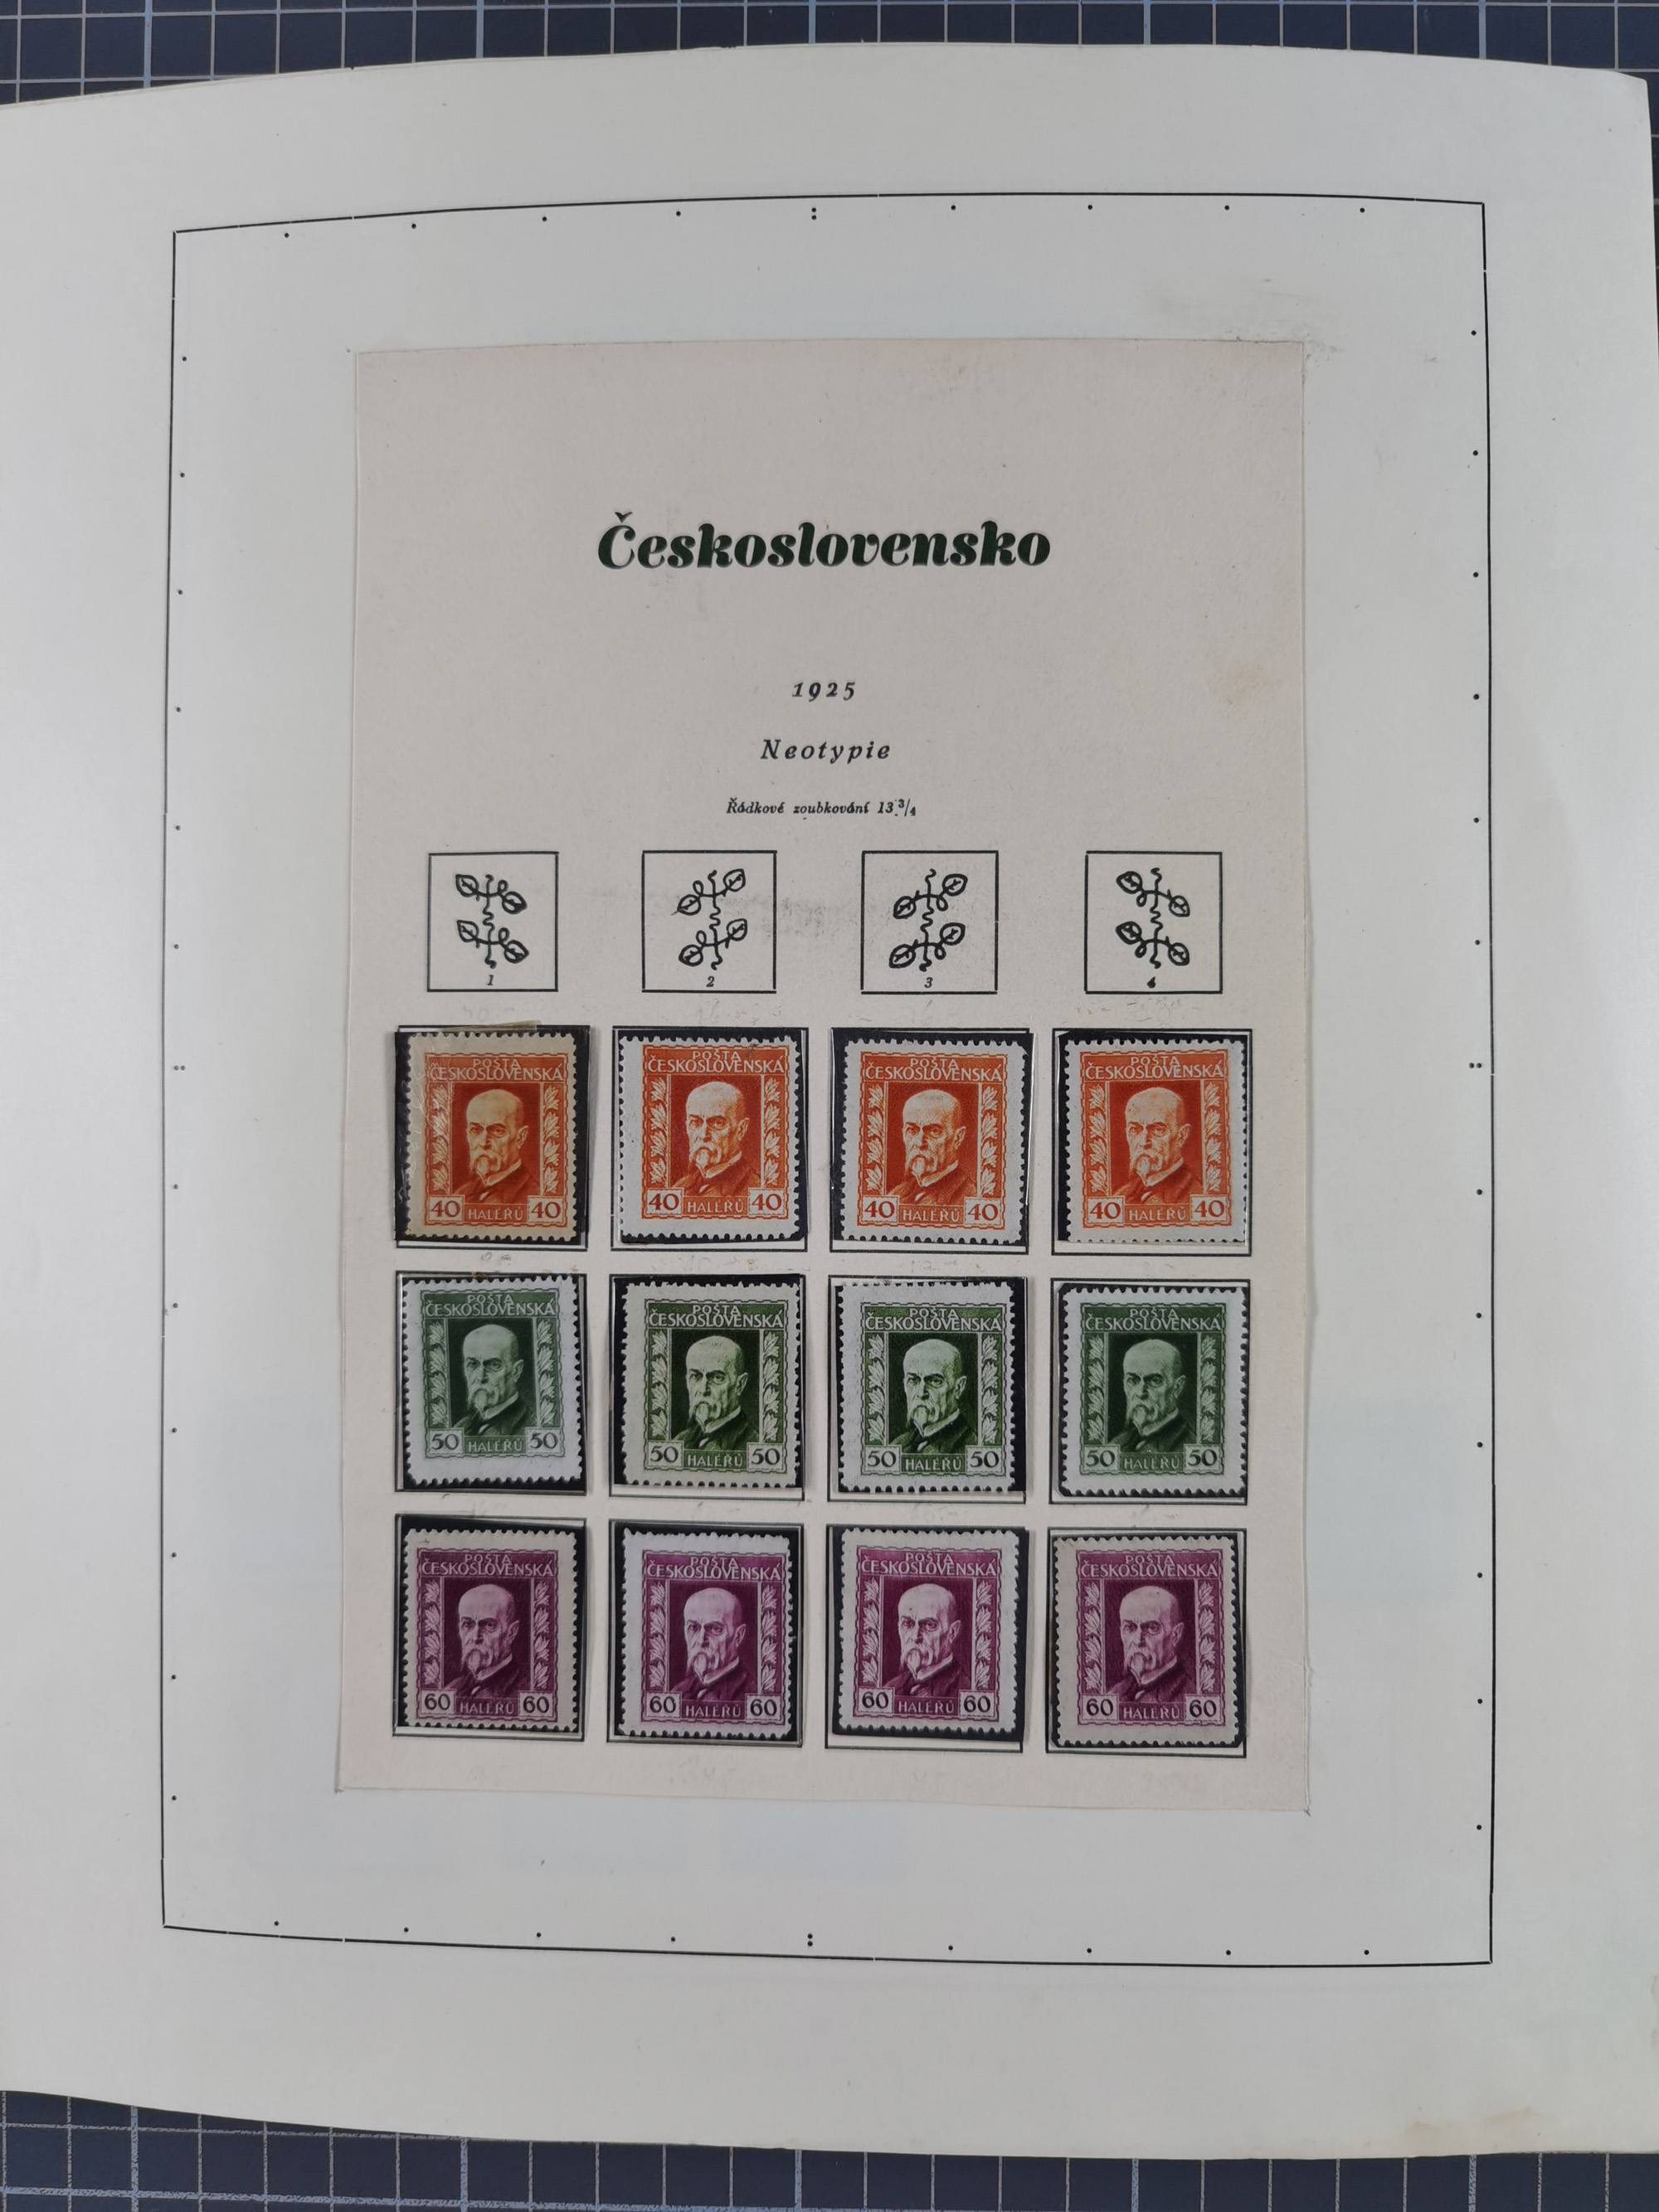 Československo
1925
Neotypie
Řádkové zoubkování 13 3/4
1 2 3 4
POŠTA ČESKOSLOVENSKÁ 40 HALÉŘŮ 40
POŠTA ČESKOSLOVENSKÁ 40 HALÉŘŮ 40
POŠTA ČESKOSLOVENSKÁ 40 HALÉŘŮ 40
POŠTA ČESKOSLOVENSKÁ 40 HALÉŘŮ 40
POŠTA ČESKOSLOVENSKÁ 50 HALÉŘŮ 50
POŠTA ČESKOSLOVENSKÁ 50 HALÉŘŮ 50
POŠTA ČESKOSLOVENSKÁ 50 HALÉŘŮ 50
POŠTA ČESKOSLOVENSKÁ 50 HALÉŘŮ 50
POŠTA ČESKOSLOVENSKÁ 60 HALÉŘŮ 60
POŠTA ČESKOSLOVENSKÁ 60 HALÉŘŮ 60
POŠTA ČESKOSLOVENSKÁ 60 HALÉŘŮ 60
POŠTA ČESKOSLOVENSKÁ 60 HALÉŘŮ 60